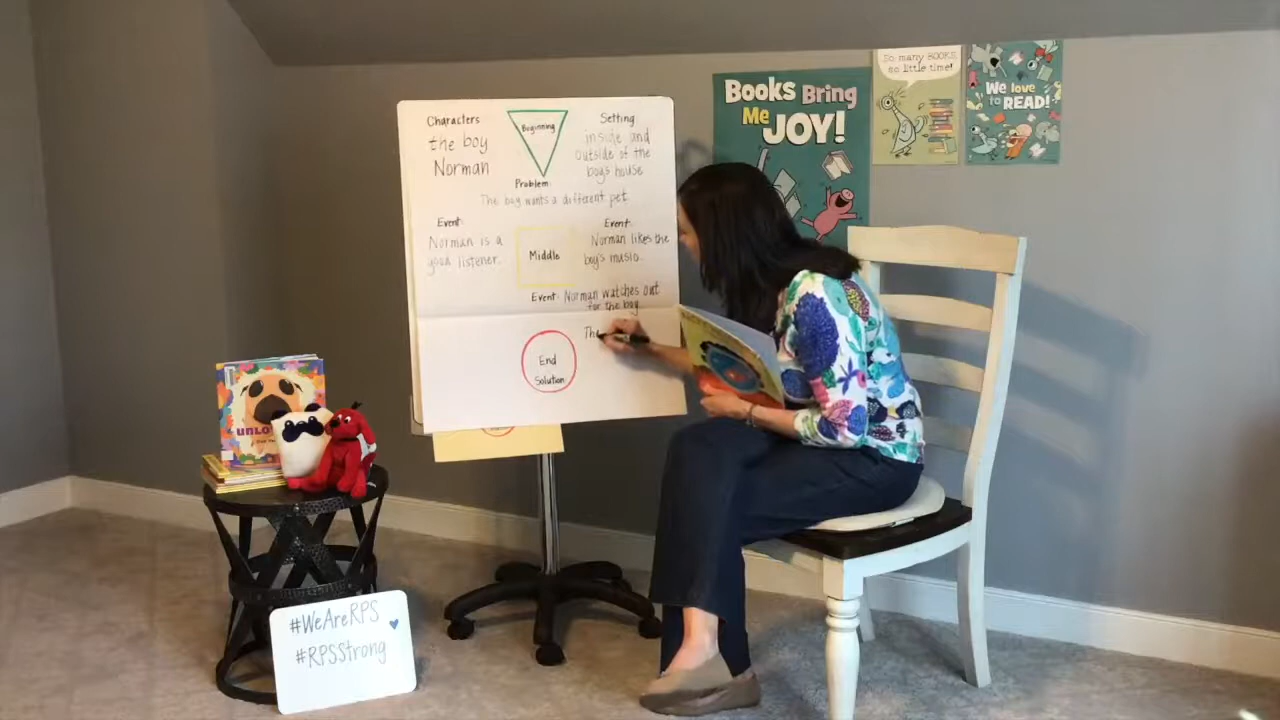 Characters
the boy
Norman
Beginning
Setting
inside and
outside of the
boys house
Problem
The boy wants a different pet
Event
Norman is a
good listener.
Middle
Event
Norman likes the
boy's music.
Event Norman watches out
for the boy
The
End
Solution
Books Bring
Me
JOY!
So many BOOKS,
so little time!
We love
to READ!
#WeAreRPS
#RPSStrong